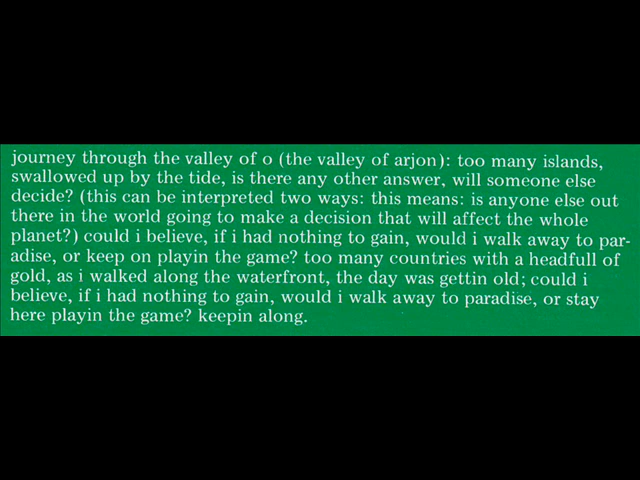 journey through the valley of o (the valley of arjon): too many islands,
swallowed up by the tide, is there any other answer, will someone else
decide? (this can be interpreted two ways: this means: is anyone else out
there in the world going to make a decision that will affect the whole
planet?) could i believe, if i had nothing to gain, would i walk away to par-
adise, or keep on playin the game? too many countries with a headfull of
gold, as i walked along the waterfront, the day was gettin old; could i
believe, if i had nothing to gain, would i walk away to paradise, or stay
here playin the game? keepin along.